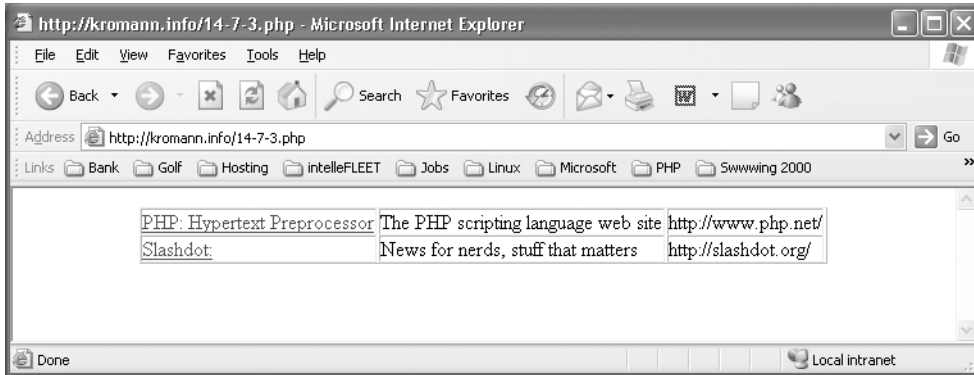 http://kromann.info/14-7-3.php - Microsoft Internet Explorer
File Edit View Favorites Tools Help
Back Search Favorites W
Address http://kromann.info/14-7-3.php Go
Links Bank Golf Hosting intelleFLEET Jobs Linux Microsoft PHP Swwwing 2000 »
PHP: Hypertext Preprocessor The PHP scripting language web site http://www.php.net/
Slashdot: News for nerds, stuff that matters http://slashdot.org/
Done Local intranet